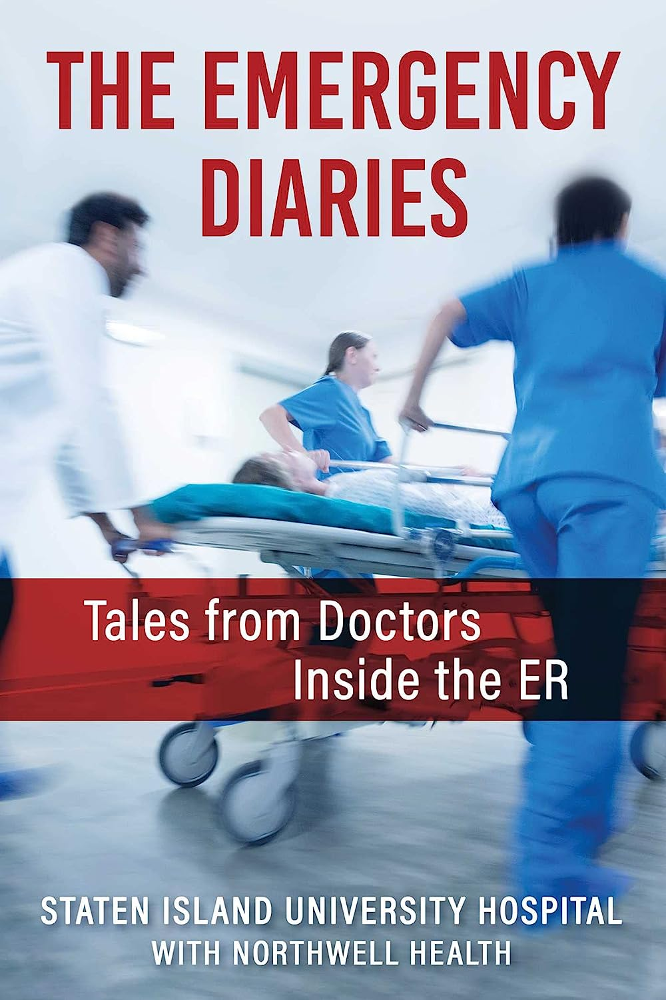 THE EMERGENCY
DIARIES
Tales from Doctors
Inside the ER
STATEN ISLAND UNIVERSITY HOSPITAL
WITH NORTHWELL HEALTH